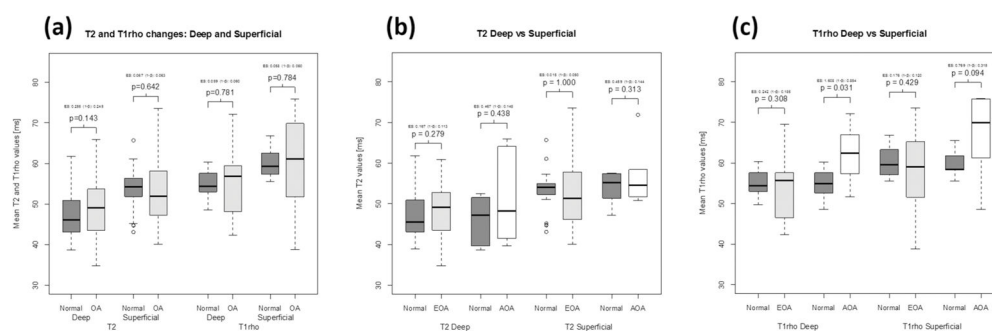 (a)
T2 and T1rho changes: Deep and Superficial
p=0.143
p=0.642
p=0.781
p=0.784
Mean T2 and T1rho values [ms]
80
70
60
50
40
30
Normal OA Normal OA Normal OA Normal OA
Deep Superficial Deep Superficial
T2 T1rho
(b)
T2 Deep vs Superficial
p = 0.279
p = 0.438
p = 1.000
p = 0.313
Mean T2 values [ms]
80
70
60
50
40
30
Normal EOA Normal AOA Normal EOA Normal AOA
T2 Deep T2 Superficial
(c)
T1rho Deep vs Superficial
p = 0.308
p = 0.031
p = 0.429
p = 0.094
Mean T1rho values [ms]
80
70
60
50
40
30
Normal EOA Normal AOA Normal EOA Normal AOA
T1rho Deep T1rho Superficial